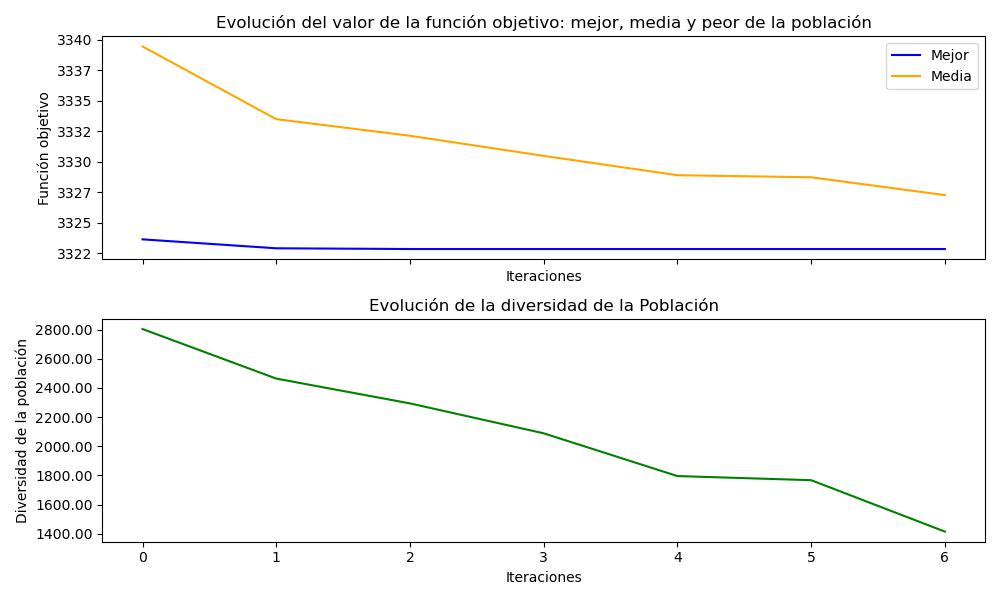 Evolución del valor de la función objetivo: mejor, media y peor de la población
3340
3337
3335
3332
3330
3327
3325
3322
Función objetivo
Mejor
Media
Iteraciones
Evolución de la diversidad de la Población
2800.00
2600.00
2400.00
2200.00
2000.00
1800.00
1600.00
1400.00
Diversidad de la población
0 1 2 3 4 5 6
Iteraciones